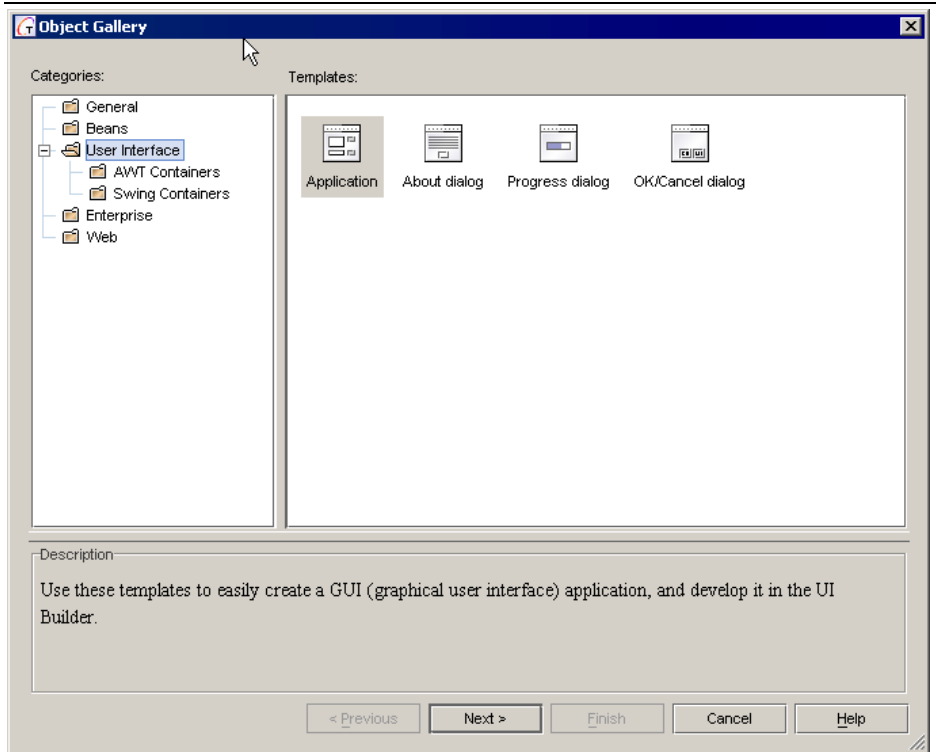 Object Gallery
Categories:
General
Beans
User Interface
AWT Containers
Swing Containers
Enterprise
Web
Templates:
Application About dialog Progress dialog OK/Cancel dialog
Description
Use these templates to easily create a GUI (graphical user interface) application, and develop it in the UI
Builder.
< Previous Next > Finish Cancel Help